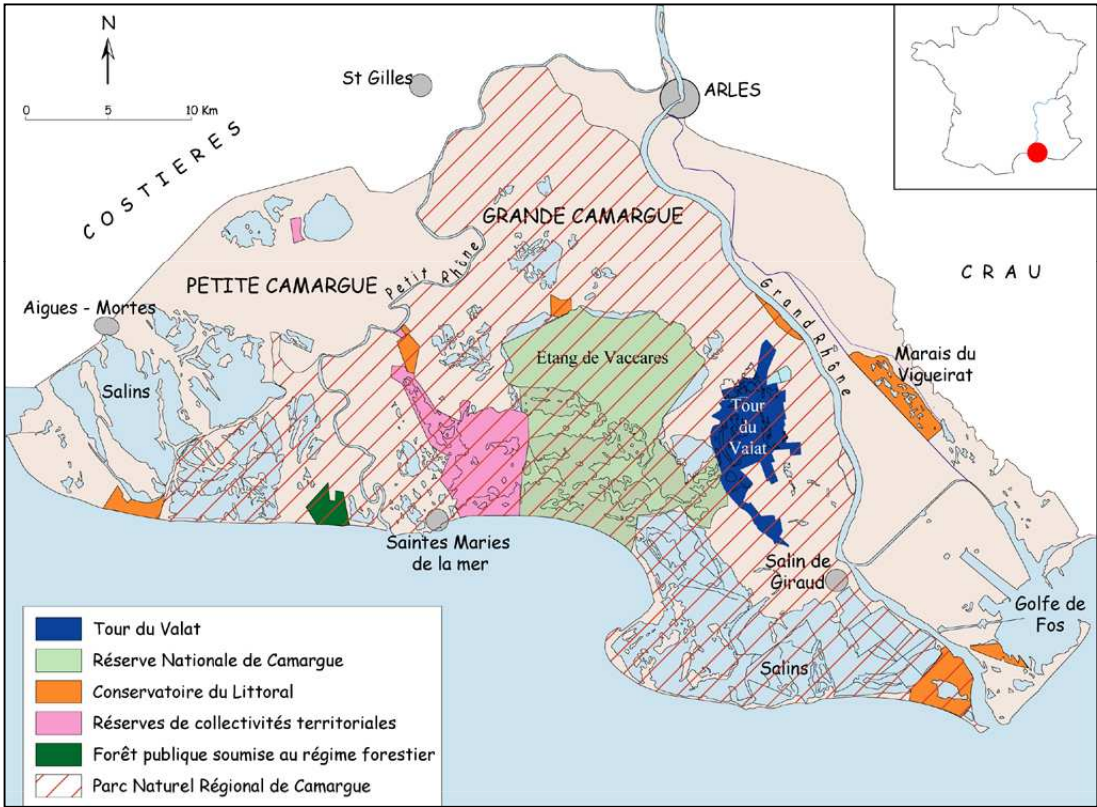 N
0 5 10 Km
St Gilles
ARLES
COSTIERES
GRANDE CAMARGUE
Petit Rhône
PETITE CAMARGUE
CRAU
Aigues - Mortes
Grand Rhône
Etang de Vaccares
Marais du
Vigueirat
Salins
Tour
du
Valat
Saintes Maries
de la mer
Salin de
Giraud
Golfe de
Fos
Salins
Tour du Valat
Réserve Nationale de Camargue
Conservatoire du Littoral
Réserves de collectivités territoriales
Forêt publique soumise au régime forestier
Parc Naturel Régional de Camargue